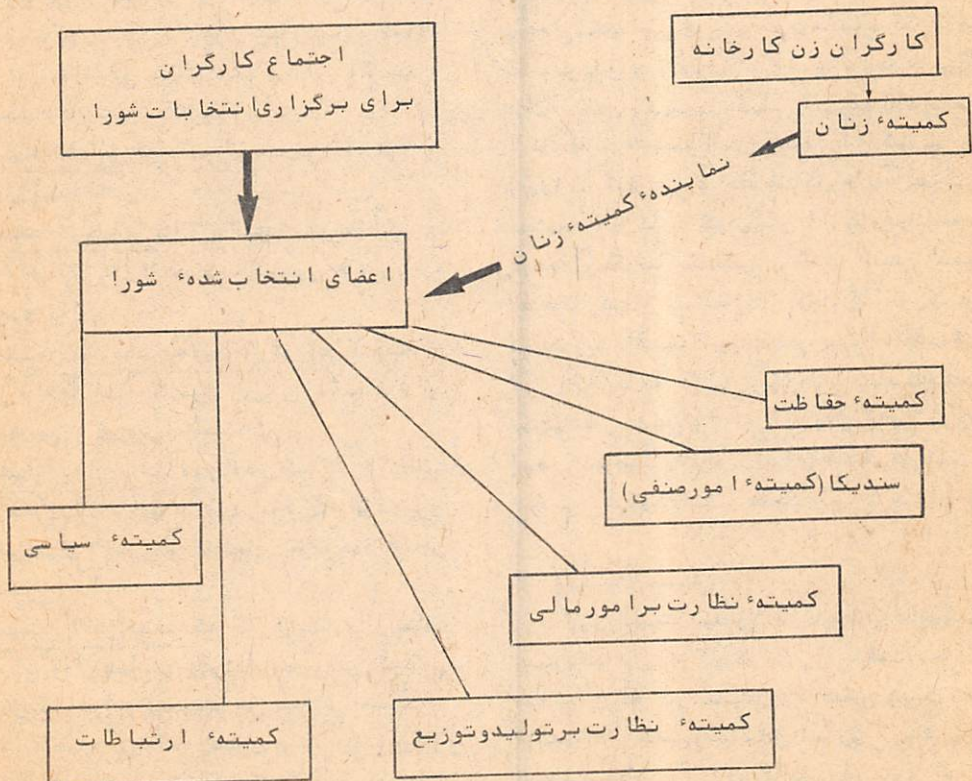 کارگران زن کارخانه
کمیتهٔ زنان
نمایندهٔ کمیتهٔ زنان
اجتماع کارگران
برای برگزاری انتخابات شورا
اعضای انتخاب شدهٔ شورا
کمیتهٔ حفاظت
سندیکا (کمیتهٔ امور صنفی)
کمیتهٔ نظارت بر امور مالی
کمیتهٔ نظارت بر تولید و توزیع
کمیتهٔ ارتباطات
کمیتهٔ سیاسی